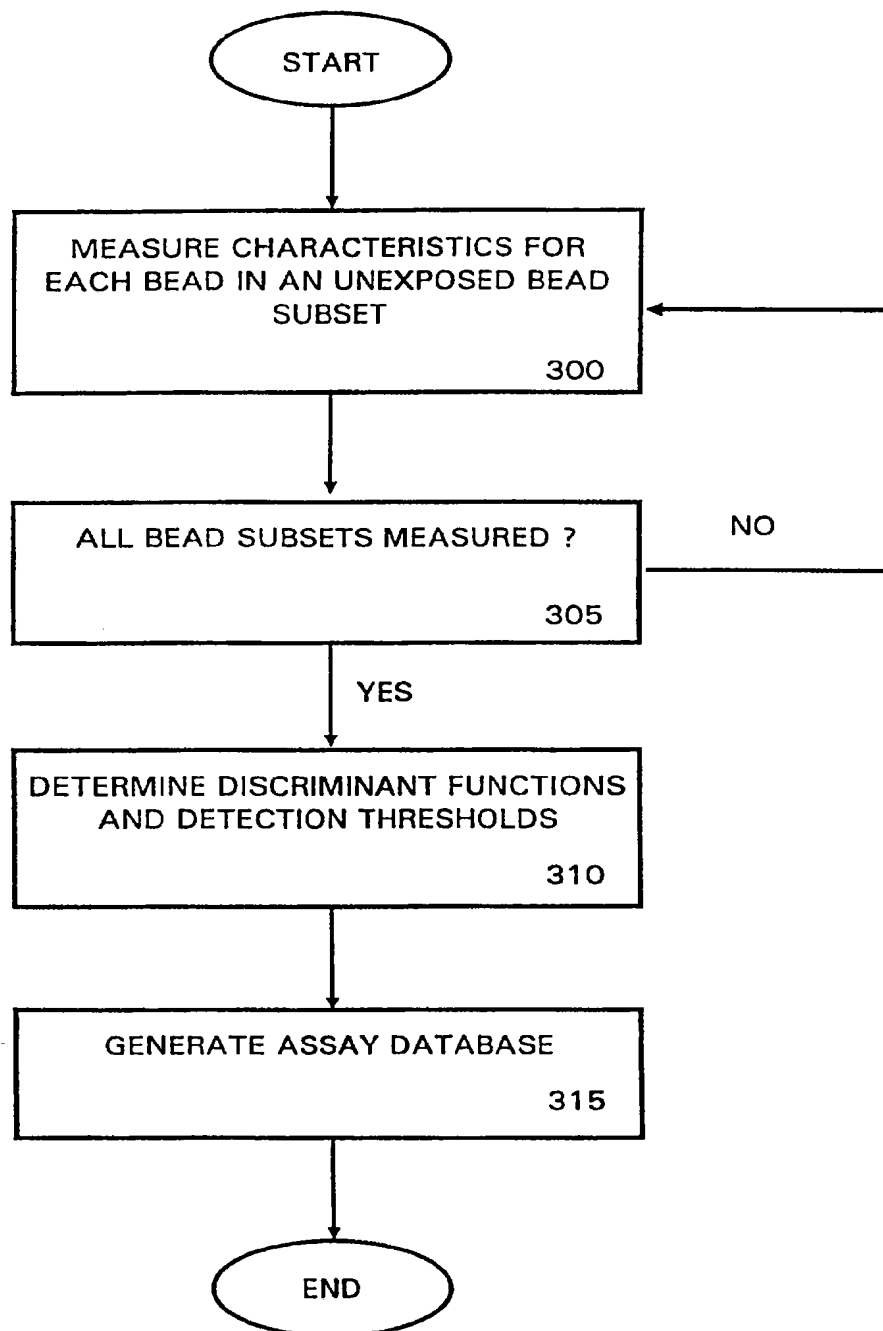 START
MEASURE CHARACTERISTICS FOR
EACH BEAD IN AN UNEXPOSED BEAD
SUBSET
300
ALL BEAD SUBSETS MEASURED ?
NO
305
YES
DETERMINE DISCRIMINANT FUNCTIONS
AND DETECTION THRESHOLDS
310
GENERATE ASSAY DATABASE
315
END